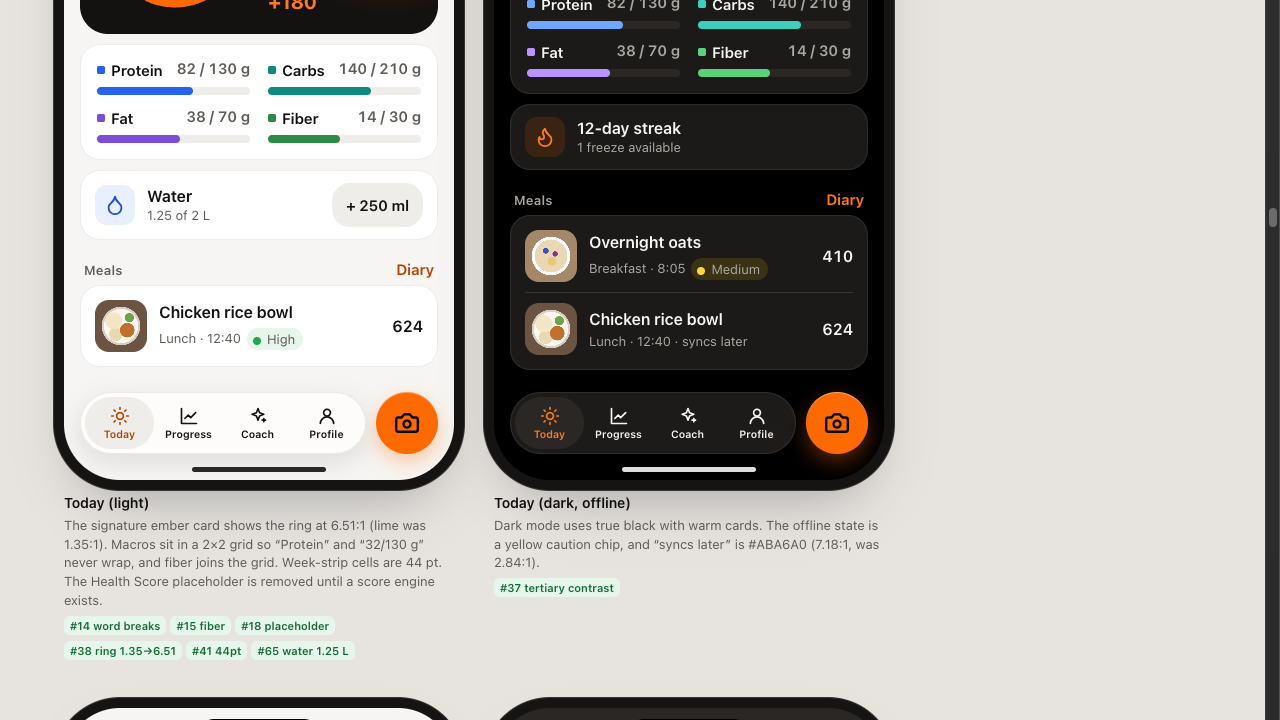 +180
Protein 82 / 130 g
Carbs 140 / 210 g
Fat 38 / 70 g
Fiber 14 / 30 g
Water
1.25 of 2 L
+ 250 ml
Meals
Diary
Chicken rice bowl
Lunch · 12:40 High
624
Today
Progress
Coach
Profile
Today (light)
The signature ember card shows the ring at 6.51:1 (lime was
1.35:1). Macros sit in a 2×2 grid so “Protein” and “32/130 g”
never wrap, and fiber joins the grid. Week-strip cells are 44 pt.
The Health Score placeholder is removed until a score engine
exists.
#14 word breaks #15 fiber #18 placeholder
#38 ring 1.35→6.51 #41 44pt #65 water 1.25 L
Protein 82 / 130 g
Carbs 140 / 210 g
Fat 38 / 70 g
Fiber 14 / 30 g
12-day streak
1 freeze available
Meals
Diary
Overnight oats
Breakfast · 8:05 Medium
410
Chicken rice bowl
Lunch · 12:40 · syncs later
624
Today
Progress
Coach
Profile
Today (dark, offline)
Dark mode uses true black with warm cards. The offline state is
a yellow caution chip, and “syncs later” is #ABA6A0 (7.18:1, was
2.84:1).
#37 tertiary contrast